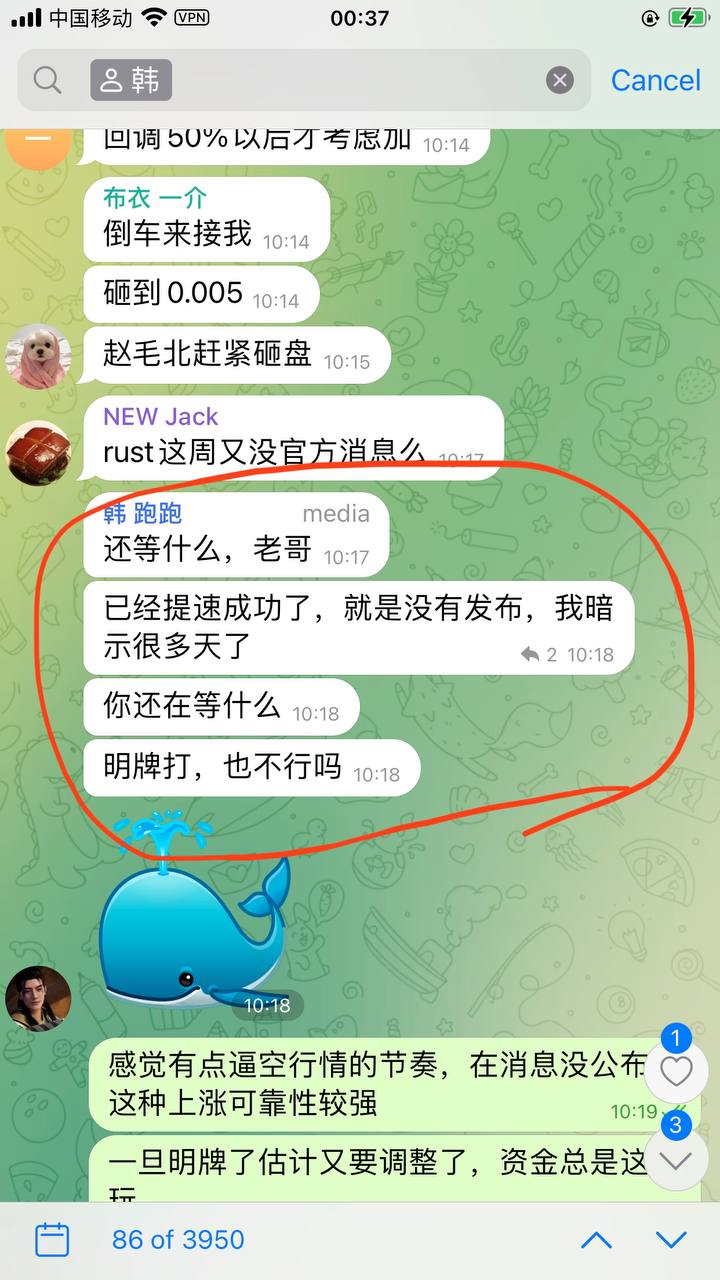 中国移动 VPN 00:37
韩 Cancel
回调50%以后才考虑加 10:14
布衣 一介
倒车来接我 10:14
砸到0.005 10:14
赵毛北赶紧砸盘 10:15
NEW Jack
rust这周又没官方消息么 10:17
韩 跑跑 media
还等什么，老哥 10:17
已经提速成功了，就是没有发布，我暗
示很多天了 2 10:18
你还在等什么 10:18
明牌打，也不行吗 10:18
10:18
感觉有点逼空行情的节奏，在消息没公布
1
这种上涨可靠性较强 10:19
3
一旦明牌了估计又要调整了，资金总是这
玩
86 of 3950